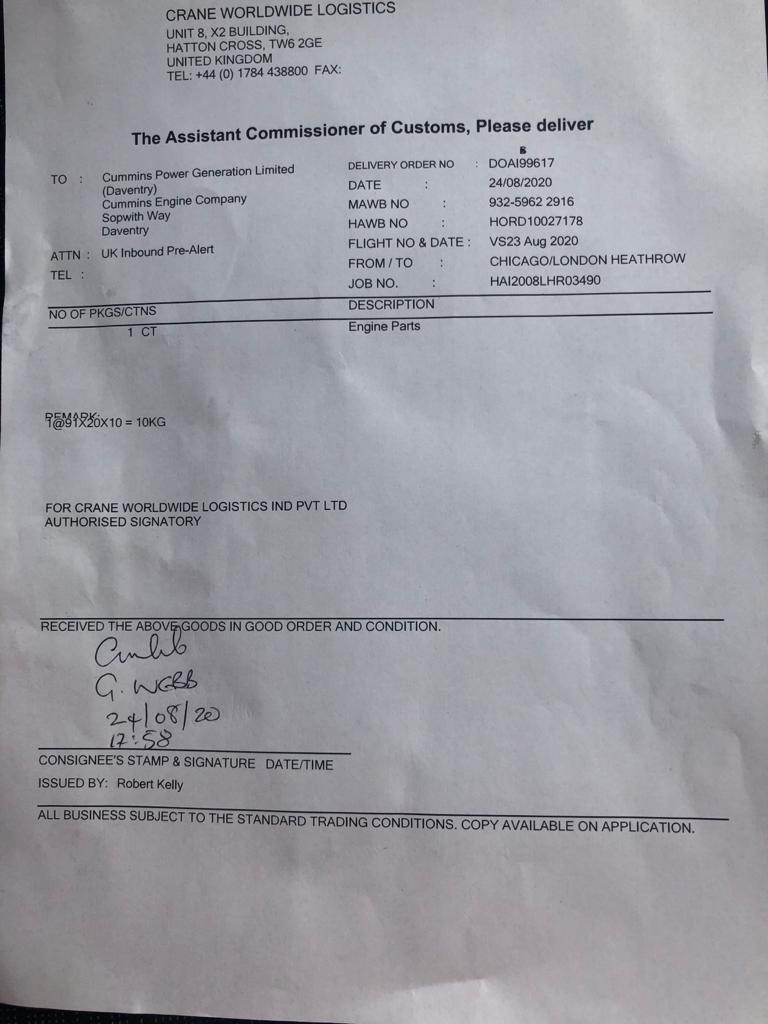 CRANE WORLDWIDE LOGISTICS
UNIT 8, X2 BUILDING,
HATTON CROSS, TW6 2GE
UNITED KINGDOM
TEL: +44 (0) 1784 438800 FAX:
The Assistant Commissioner of Customs, Please deliver
TO : Cummins Power Generation Limited
(Daventry)
Cummins Engine Company
Sopwith Way
Daventry
ATTN : UK Inbound Pre-Alert
TEL :
DELIVERY ORDER NO : DOAI99617
DATE : 24/08/2020
MAWB NO : 932-5962 2916
HAWB NO : HORD10027178
FLIGHT NO & DATE : VS23 Aug 2020
FROM / TO : CHICAGO/LONDON HEATHROW
JOB NO. : HAI2008LHR03490
NO OF PKGS/CTNS DESCRIPTION
1 CT Engine Parts
REMARK:
1@91X20X10 = 10KG
FOR CRANE WORLDWIDE LOGISTICS IND PVT LTD
AUTHORISED SIGNATORY
RECEIVED THE ABOVE GOODS IN GOOD ORDER AND CONDITION.
G. WEBB
24/08/20
17:58
CONSIGNEE'S STAMP & SIGNATURE DATE/TIME
ISSUED BY: Robert Kelly
ALL BUSINESS SUBJECT TO THE STANDARD TRADING CONDITIONS. COPY AVAILABLE ON APPLICATION.